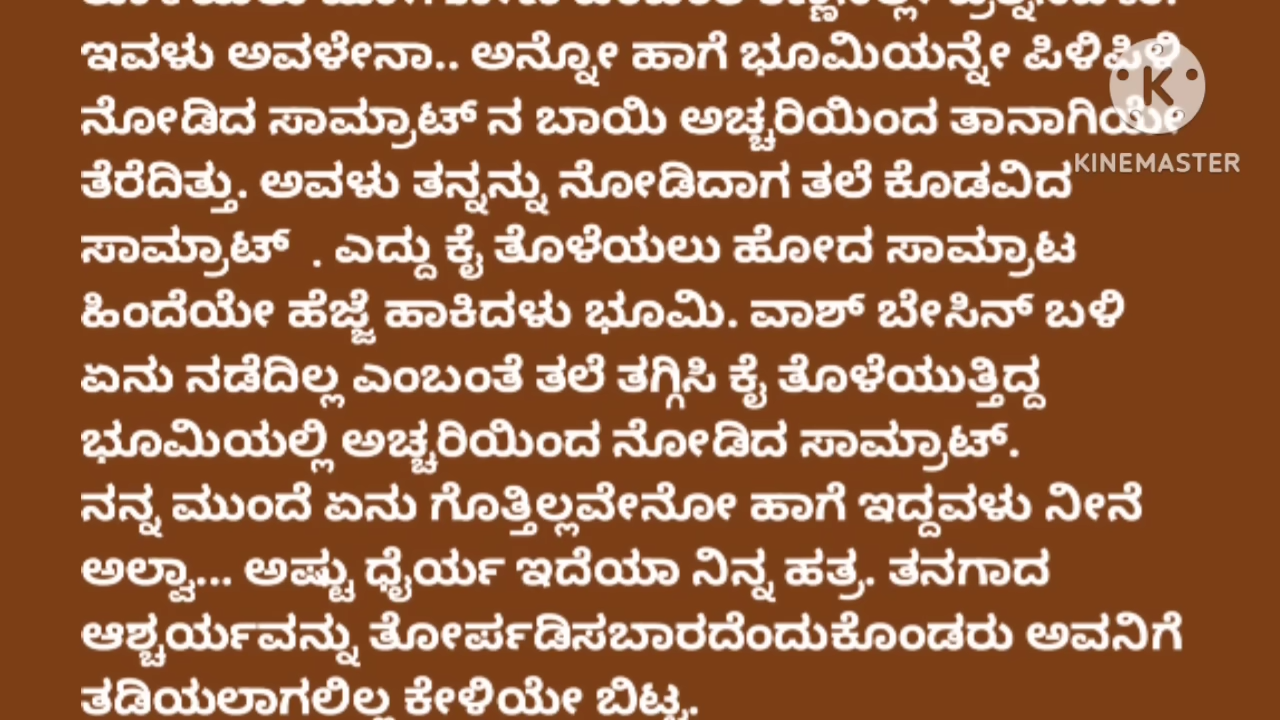 ಇವಳು ಅವಳೇನಾ.. ಅನ್ನೋ ಹಾಗೆ ಭೂಮಿಯನ್ನೇ ಪಿಳಿಪಿಳಿ
ನೋಡಿದ ಸಾಮ್ರಾಟ್ ನ ಬಾಯಿ ಅಚ್ಚರಿಯಿಂದ ತಾನಾಗಿಯೇ
ತೆರೆದಿತ್ತು. ಅವಳು ತನ್ನನ್ನು ನೋಡಿದಾಗ ತಲೆ ಕೊಡವಿದ
ಸಾಮ್ರಾಟ್ . ಎದ್ದು ಕೈ ತೊಳೆಯಲು ಹೋದ ಸಾಮ್ರಾಟ
ಹಿಂದೆಯೇ ಹೆಜ್ಜೆ ಹಾಕಿದಳು ಭೂಮಿ. ವಾಶ್ ಬೇಸಿನ್ ಬಳಿ
ಏನು ನಡೆದಿಲ್ಲ ಎಂಬಂತೆ ತಲೆ ತಗ್ಗಿಸಿ ಕೈ ತೊಳೆಯುತ್ತಿದ್ದ
ಭೂಮಿಯಲ್ಲಿ ಅಚ್ಚರಿಯಿಂದ ನೋಡಿದ ಸಾಮ್ರಾಟ್.
ನನ್ನ ಮುಂದೆ ಏನು ಗೊತ್ತಿಲ್ಲವೇನೋ ಹಾಗೆ ಇದ್ದವಳು ನೀನೆ
ಅಲ್ವಾ... ಅಷ್ಟು ಧೈರ್ಯ ಇದೆಯಾ ನಿನ್ನ ಹತ್ರ. ತನಗಾದ
ಆಶ್ಚರ್ಯವನ್ನು ತೋರ್ಪಡಿಸಬಾರದೆಂದುಕೊಂಡರು ಅವನಿಗೆ
ತಡಿಯಲಾಗಲಿಲ್ಲ ಕೇಳಿಯೇ ಬಿಟ್ಟ.
K
KINEMASTER